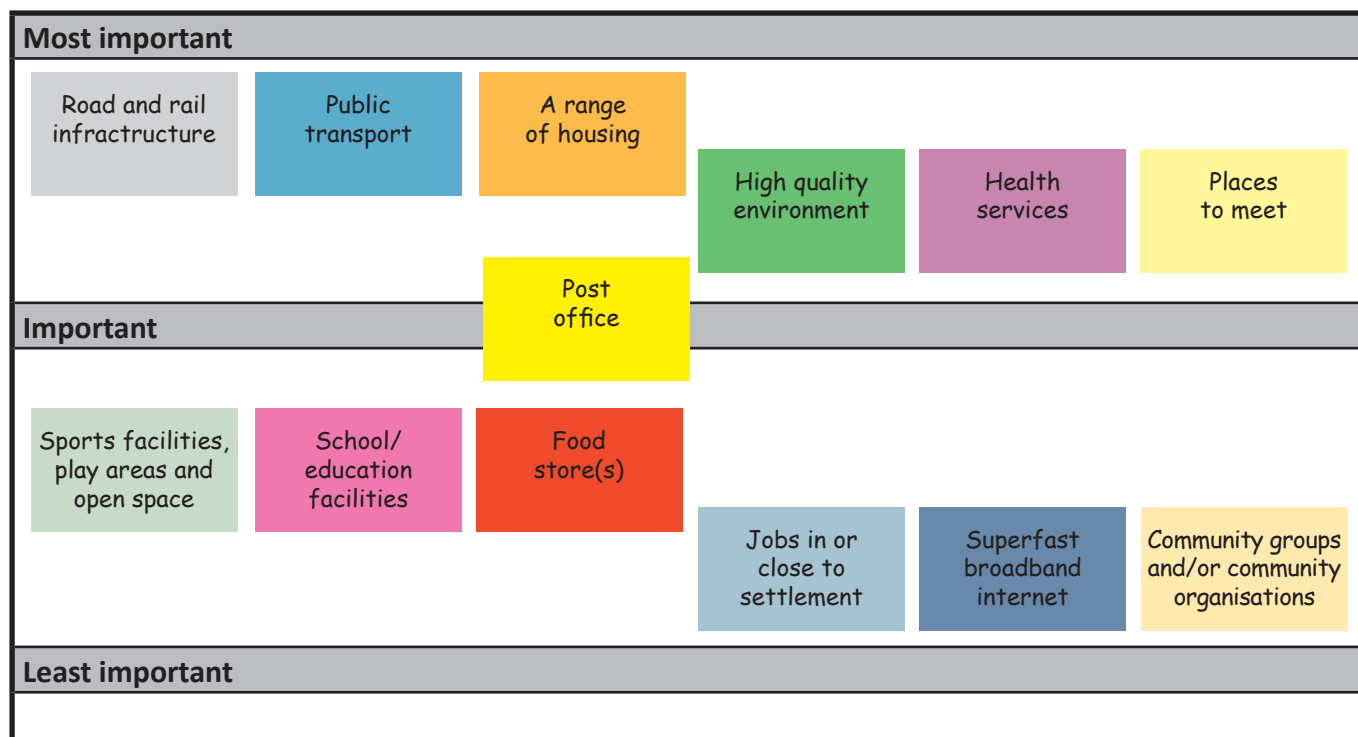 Most important
Road and rail
infractructure
Public
transport
A range
of housing
High quality
environment
Health
services
Places
to meet
Post
office
Important
Sports facilities,
play areas and
open space
School/
education
facilities
Food
store(s)
Jobs in or
close to
settlement
Superfast
broadband
internet
Community groups
and/or community
organisations
Least important